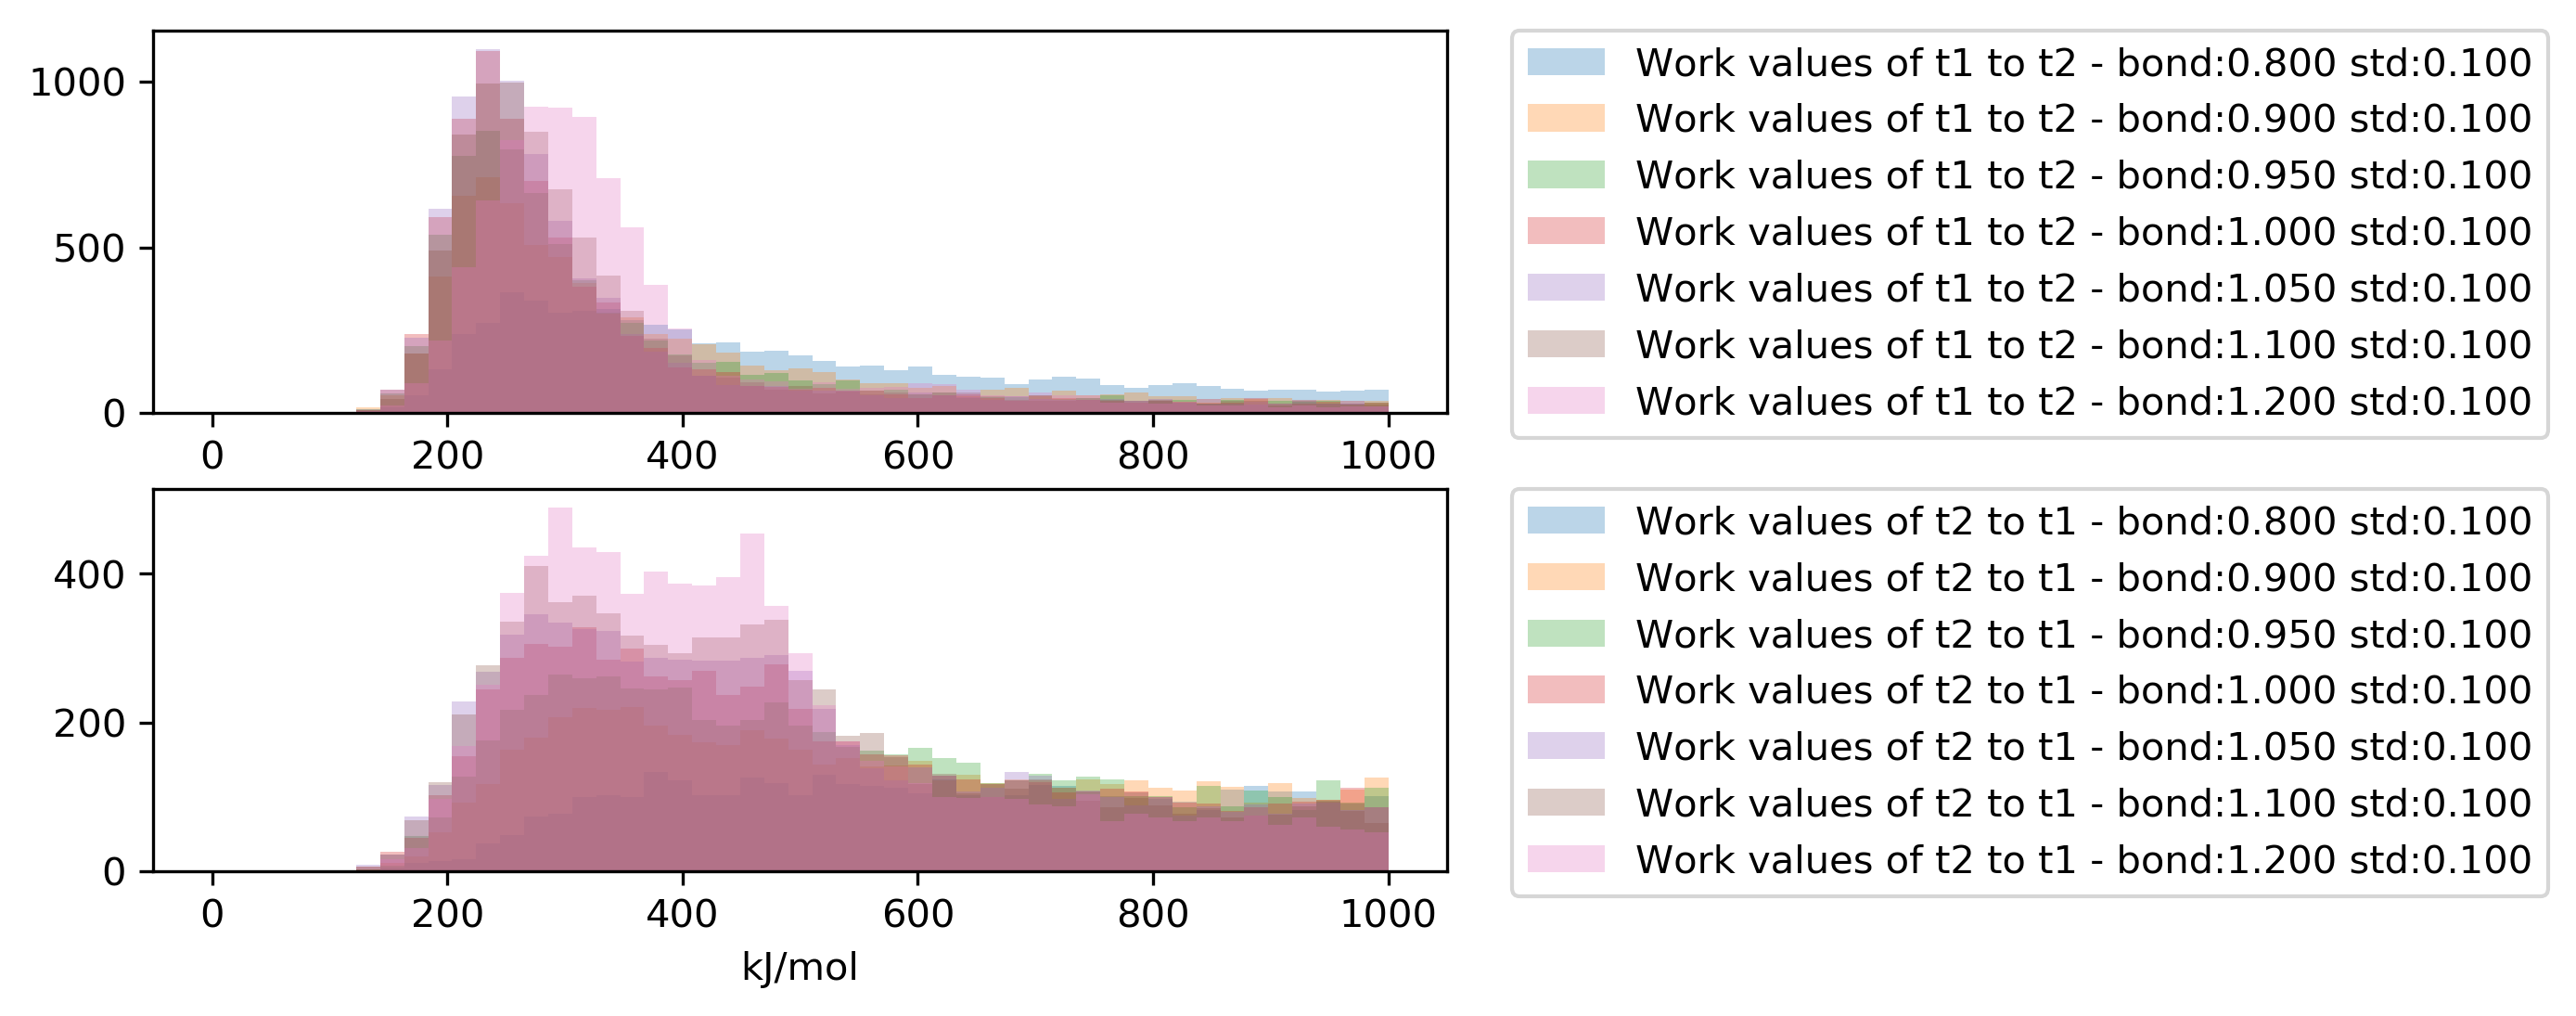 1000
500
0
0 200 400 600 800 1000
Work values of t1 to t2 - bond:0.800 std:0.100
Work values of t1 to t2 - bond:0.900 std:0.100
Work values of t1 to t2 - bond:0.950 std:0.100
Work values of t1 to t2 - bond:1.000 std:0.100
Work values of t1 to t2 - bond:1.050 std:0.100
Work values of t1 to t2 - bond:1.100 std:0.100
Work values of t1 to t2 - bond:1.200 std:0.100
400
200
0
0 200 400 600 800 1000
kJ/mol
Work values of t2 to t1 - bond:0.800 std:0.100
Work values of t2 to t1 - bond:0.900 std:0.100
Work values of t2 to t1 - bond:0.950 std:0.100
Work values of t2 to t1 - bond:1.000 std:0.100
Work values of t2 to t1 - bond:1.050 std:0.100
Work values of t2 to t1 - bond:1.100 std:0.100
Work values of t2 to t1 - bond:1.200 std:0.100